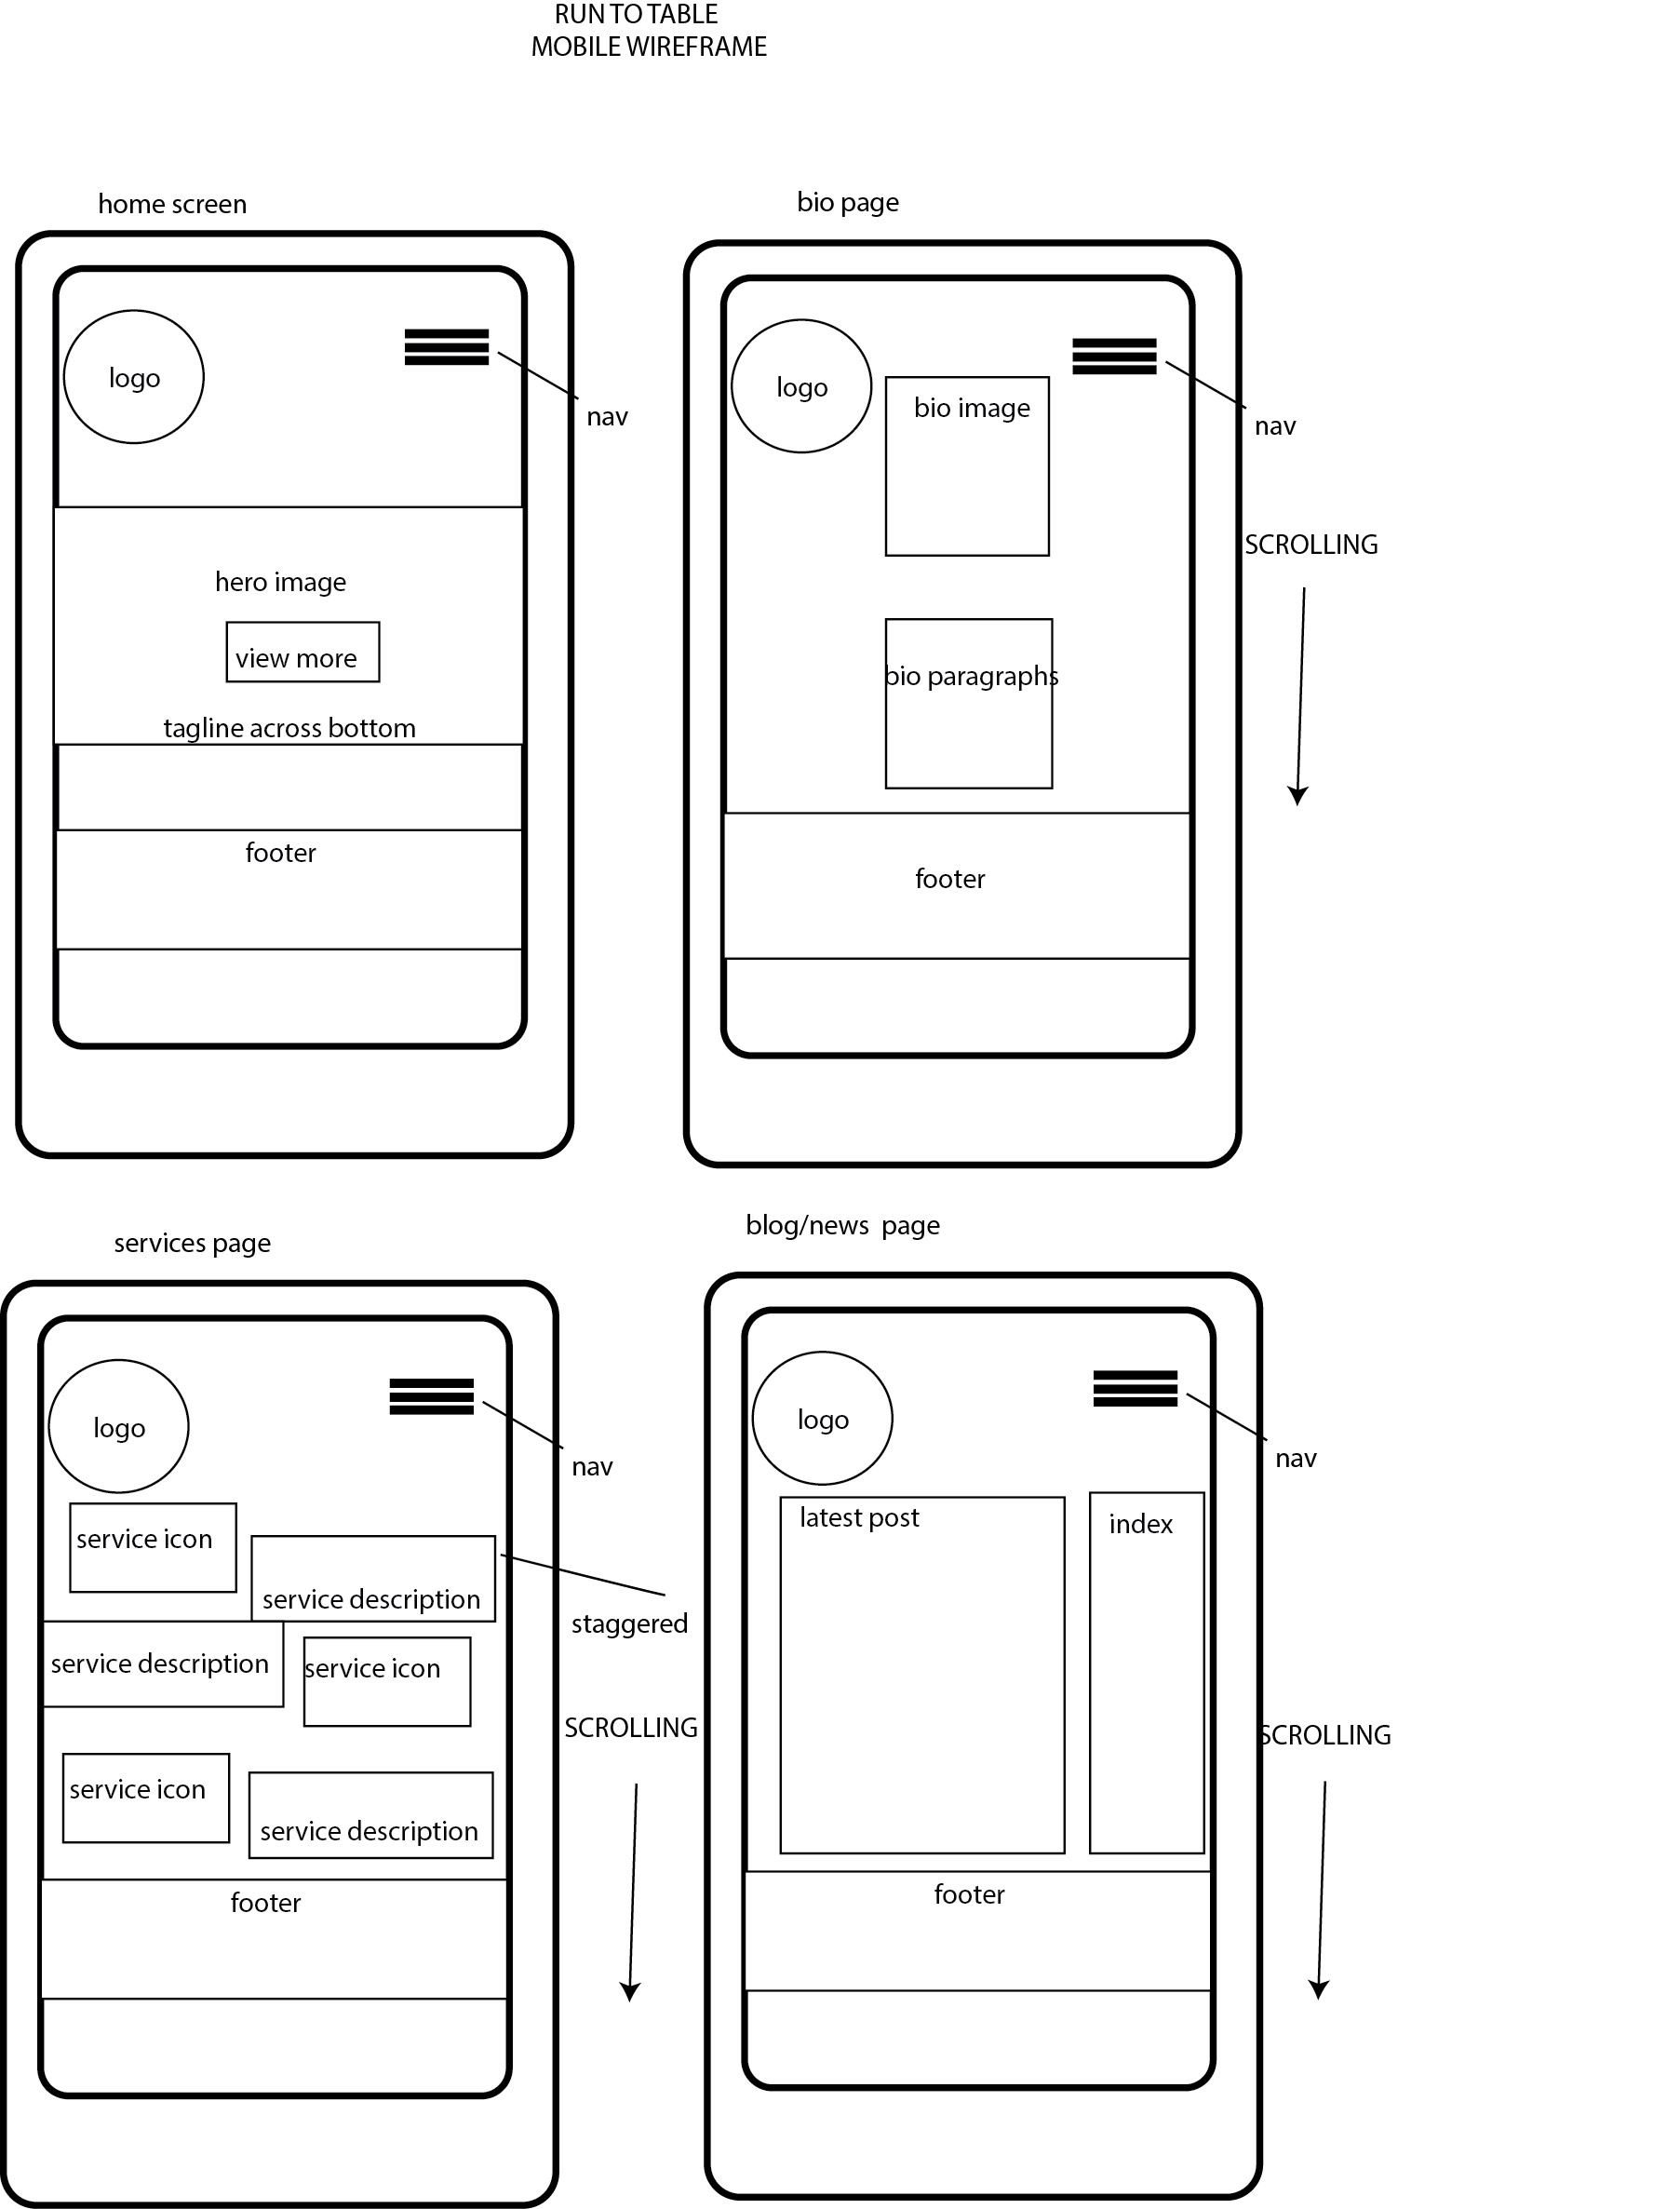 RUN TO TABLE
MOBILE WIREFRAME
home screen
logo
nav
hero image
view more
tagline across bottom
footer
bio page
logo
bio image
nav
SCROLLING
bio paragraphs
footer
services page
logo
nav
service icon
service description
staggered
service description
service icon
SCROLLING
service icon
service description
footer
blog/news  page
logo
nav
latest post
index
SCROLLING
footer